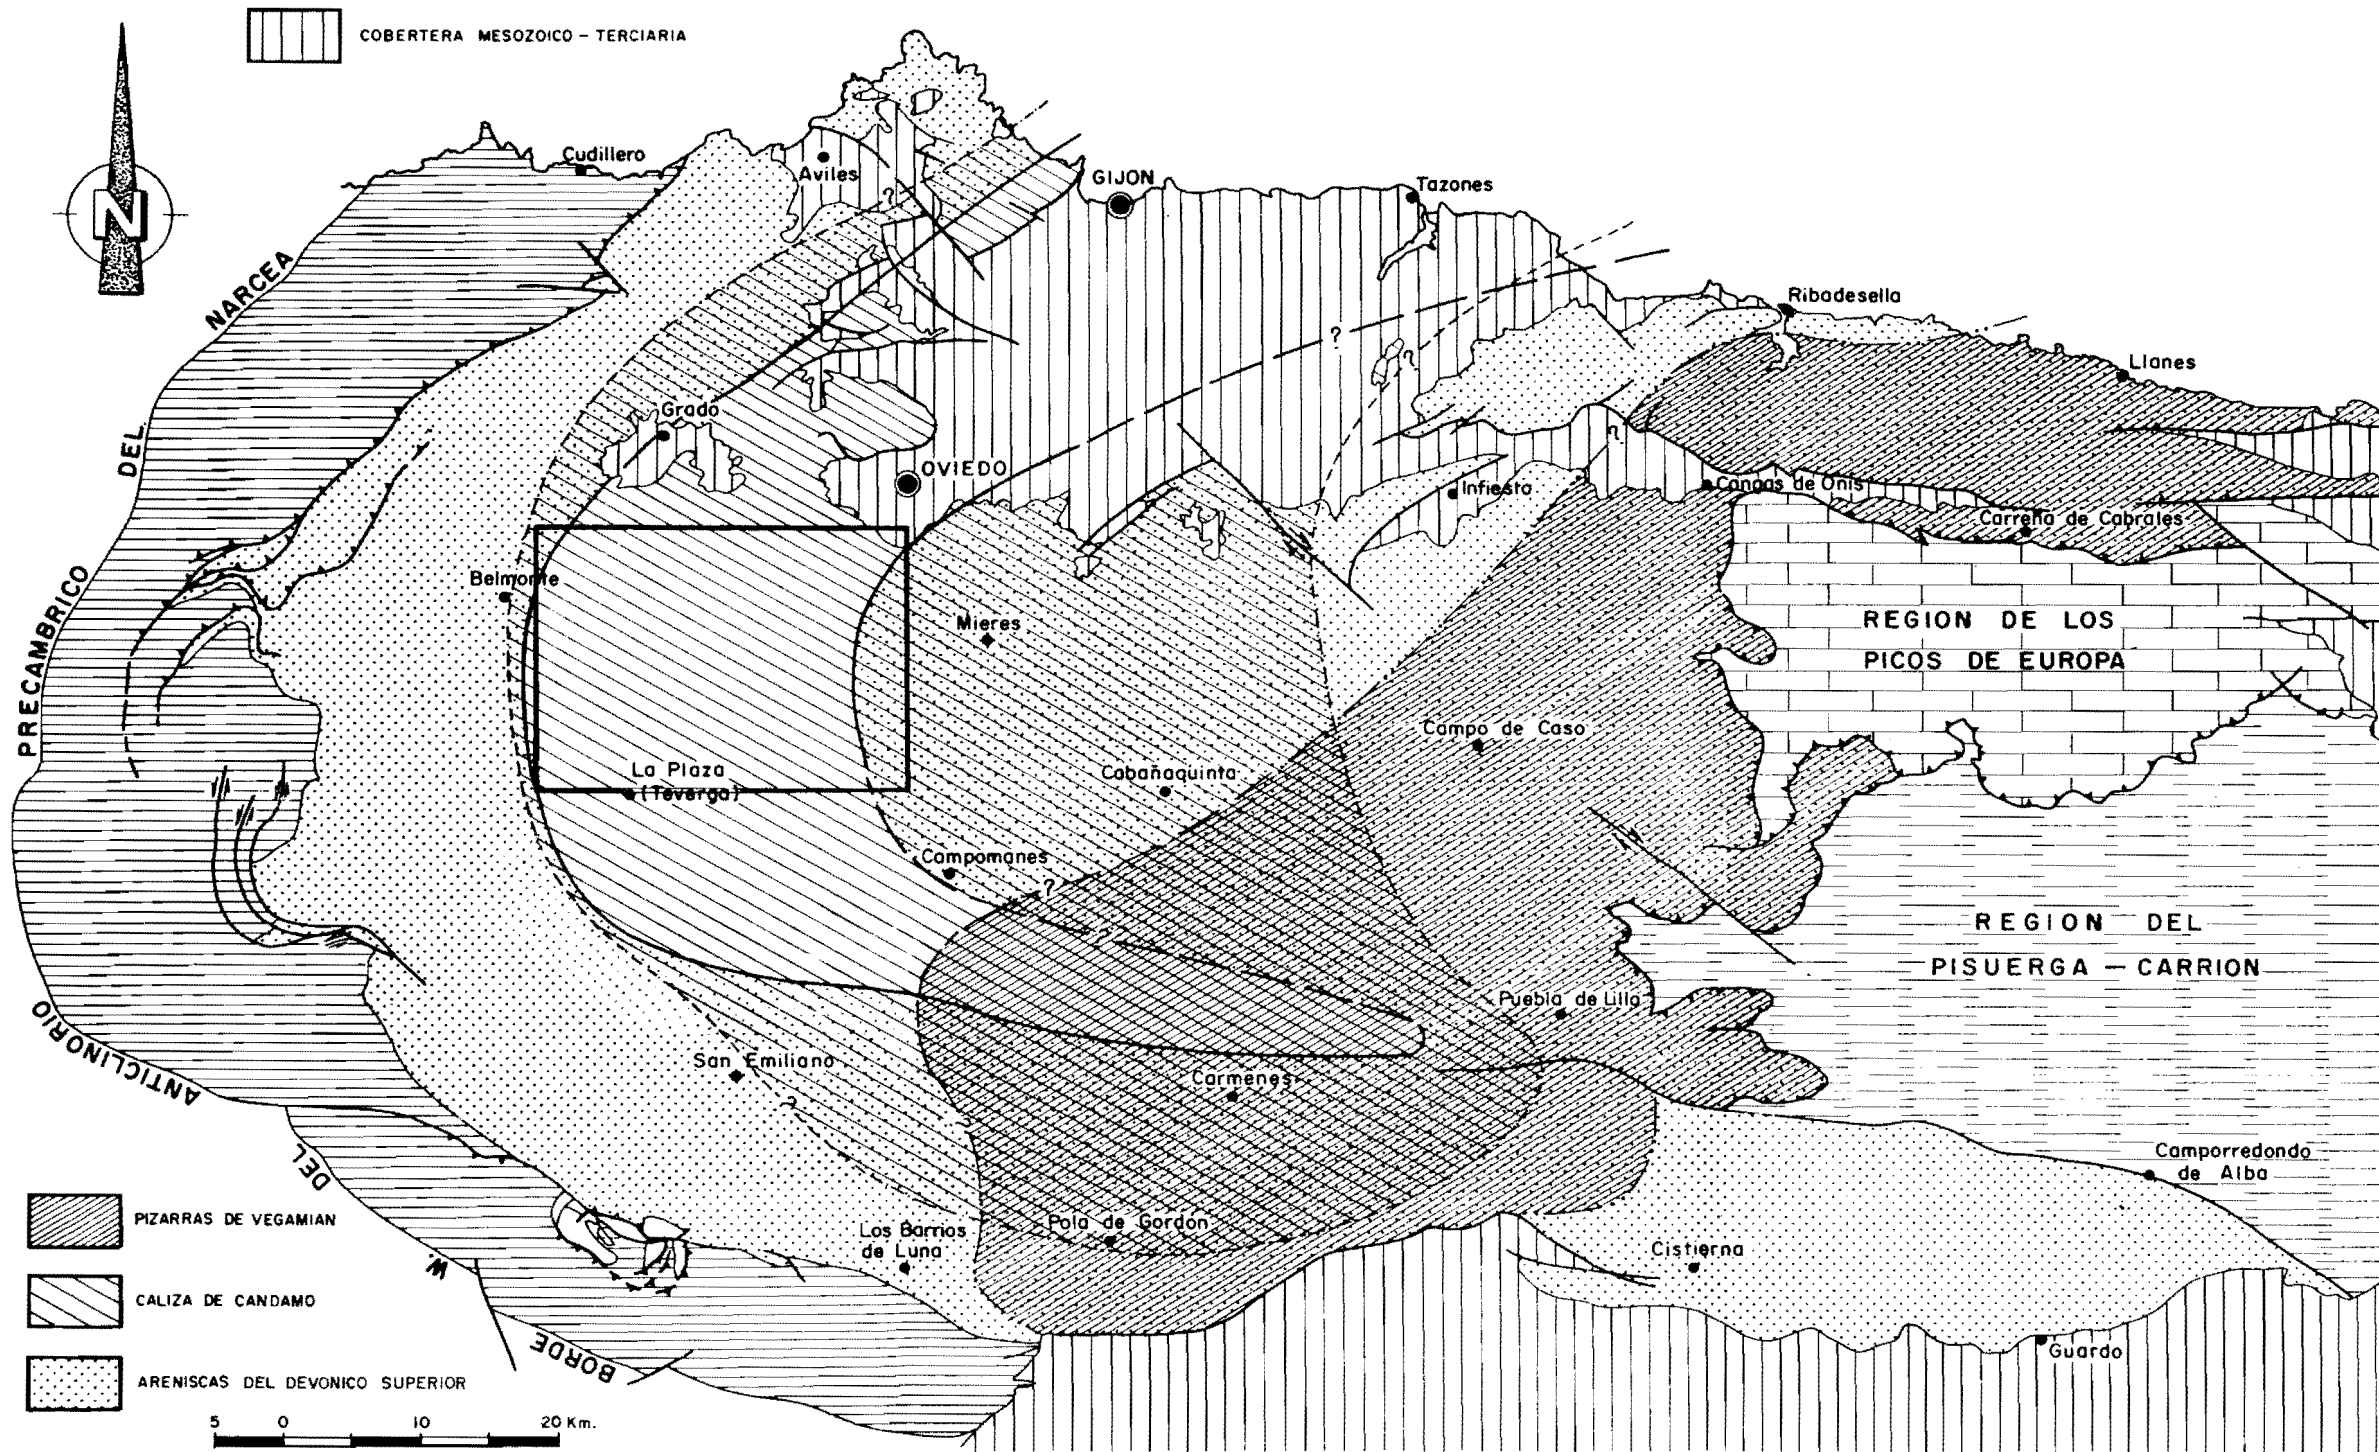 COBERTERA MESOZOICO - TERCIARIA
N
Cudillero
Aviles
GIJON
Tazones
Ribadesella
Llanes
Grado
OVIEDO
Infiesto
Cangas de Onis
Carreña de Cabrales
Belmonte
Mieres
REGION DE LOS
PICOS DE EUROPA
Campo de Caso
La Plaza
(Teverga)
Cabañaquinta
Campomanes
REGION DEL
PISUERGA - CARRION
Puebla de Lillo
San Emiliano
Carmenes
Camporredondo
de Alba
Los Barrios
de Luna
Pola de Gordon
Cistierna
Guardo
BORDE W DEL ANTICLINORIO PRECAMBRICO DEL NARCEA
? ? ? ? ? ? ?
PIZARRAS DE VEGAMIAN
CALIZA DE CANDAMO
ARENISCAS DEL DEVONICO SUPERIOR
5 0 10 20 Km.